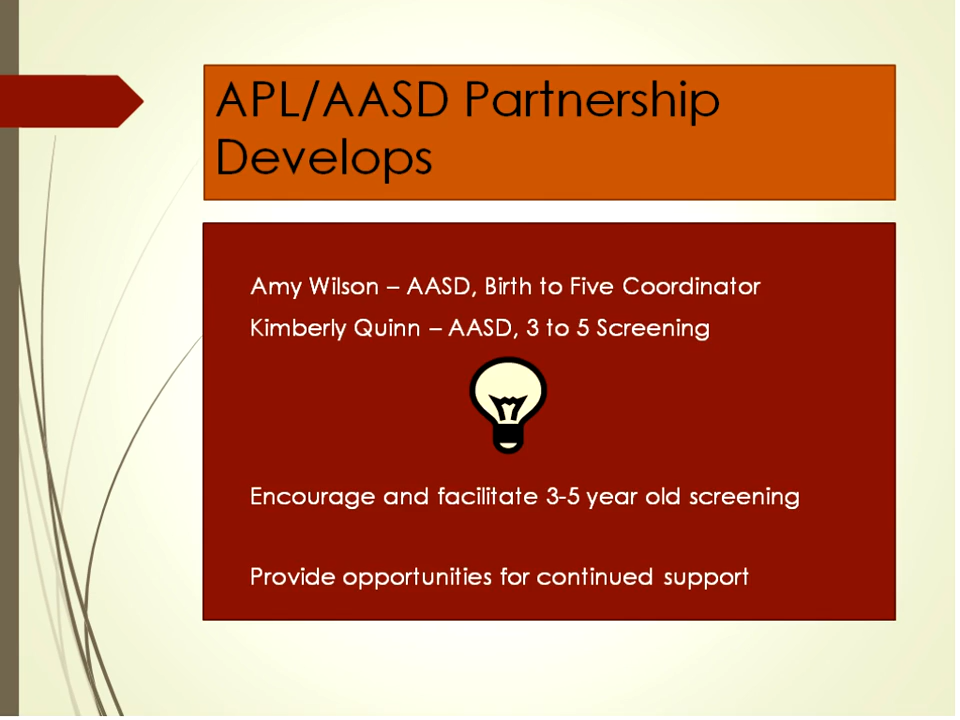 APL/AASD Partnership
Develops
Amy Wilson – AASD, Birth to Five Coordinator
Kimberly Quinn – AASD, 3 to 5 Screening
Encourage and facilitate 3-5 year old screening
Provide opportunities for continued support